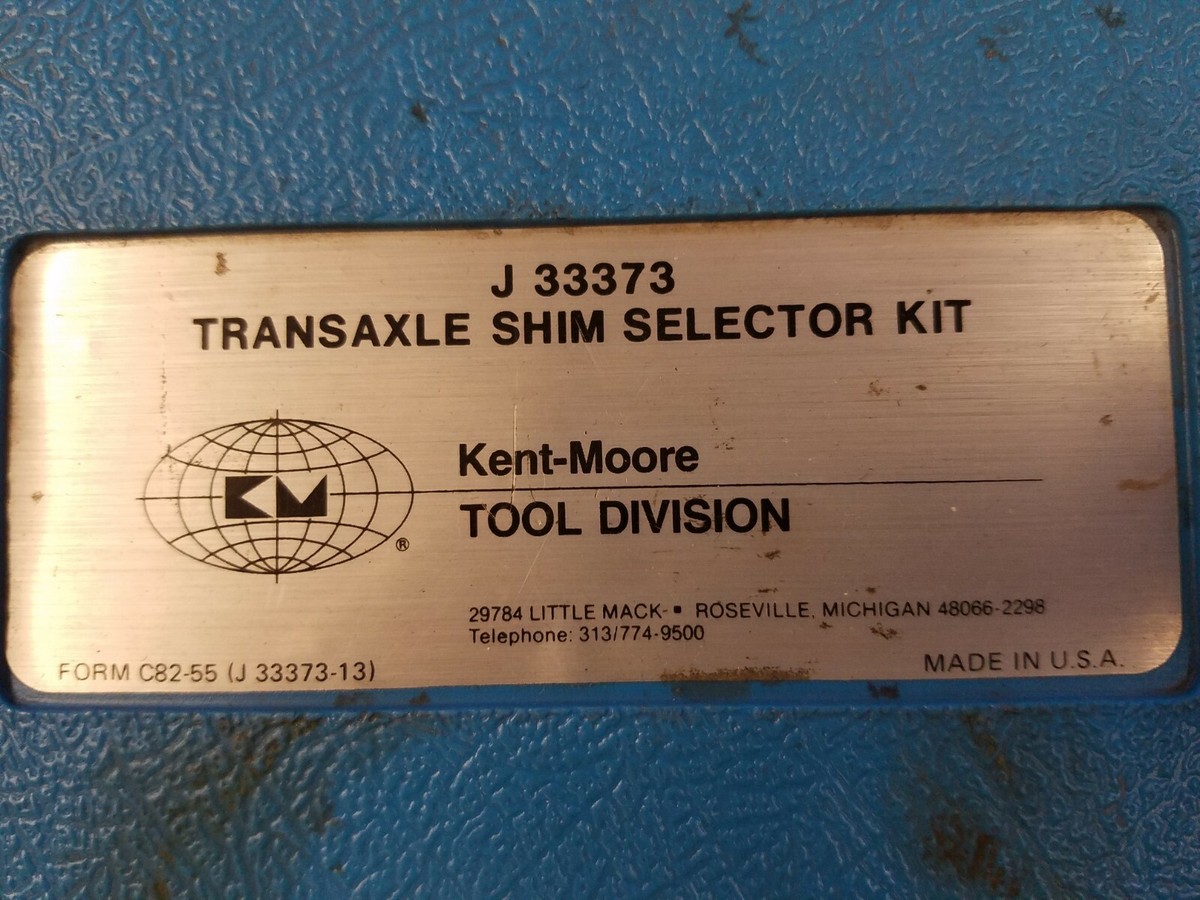 J 33373
TRANSAXLE SHIM SELECTOR KIT
KM
®
Kent-Moore
TOOL DIVISION
29784 LITTLE MACK- ▪ ROSEVILLE, MICHIGAN 48066-2298
Telephone: 313/774-9500
FORM C82-55 (J 33373-13)
MADE IN U.S.A.